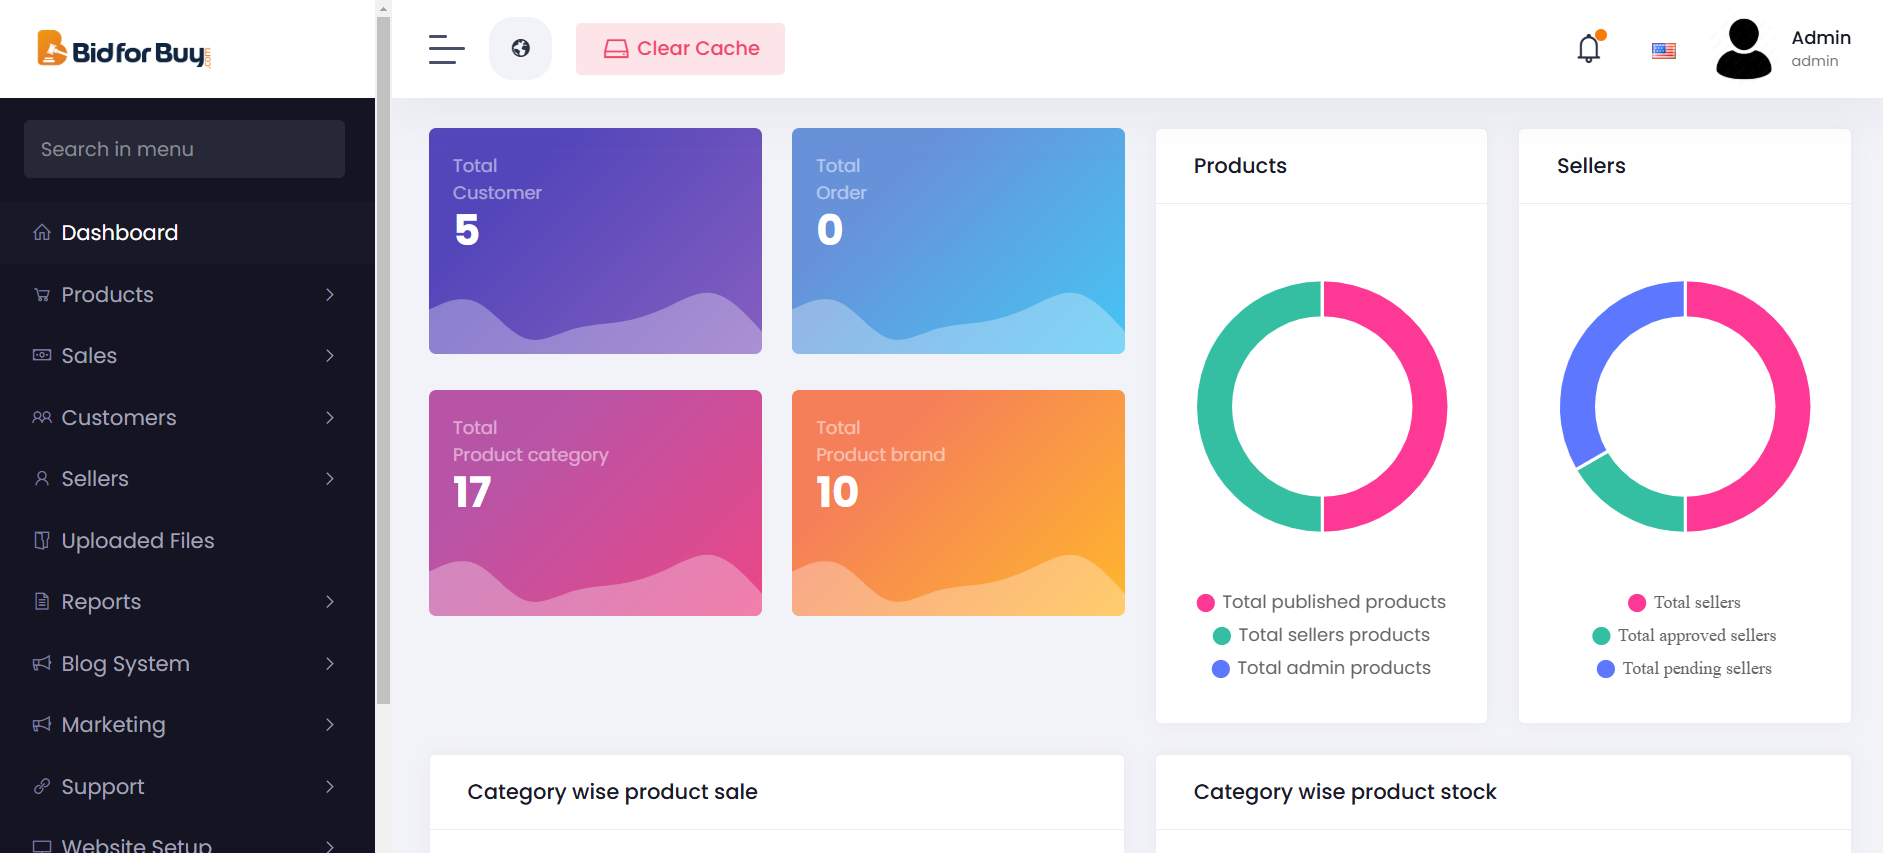 Bid for Buy.com
Clear Cache
Admin
admin
Search in menu
Dashboard
Products
Sales
Customers
Sellers
Uploaded Files
Reports
Blog System
Marketing
Support
Website Setup
Total
Customer
5
Total
Order
0
Total
Product category
17
Total
Product brand
10
Products
Total published products
Total sellers products
Total admin products
Sellers
Total sellers
Total approved sellers
Total pending sellers
Category wise product sale
Category wise product stock